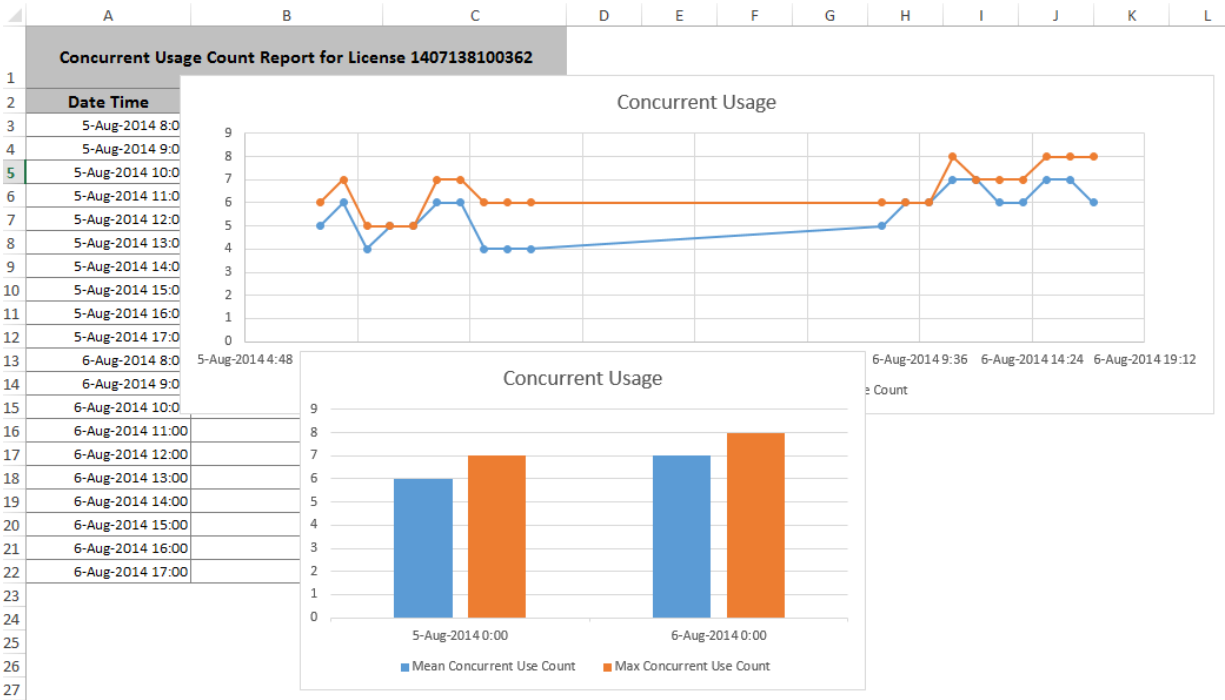 A B C D E F G H I J K L
1 Concurrent Usage Count Report for License 1407138100362
2 Date Time
3 5-Aug-2014 8:0
4 5-Aug-2014 9:0
5 5-Aug-2014 10:0
6 5-Aug-2014 11:0
7 5-Aug-2014 12:0
8 5-Aug-2014 13:0
9 5-Aug-2014 14:0
10 5-Aug-2014 15:0
11 5-Aug-2014 16:0
12 5-Aug-2014 17:0
13 6-Aug-2014 8:0
14 6-Aug-2014 9:0
15 6-Aug-2014 10:0
16 6-Aug-2014 11:00
17 6-Aug-2014 12:00
18 6-Aug-2014 13:00
19 6-Aug-2014 14:00
20 6-Aug-2014 15:00
21 6-Aug-2014 16:00
22 6-Aug-2014 17:00
23
24
25
26
27
Concurrent Usage
9
8
7
6
5
4
3
2
1
0
5-Aug-2014 4:48 6-Aug-2014 9:36 6-Aug-2014 14:24 6-Aug-2014 19:12
Count
Concurrent Usage
9
8
7
6
5
4
3
2
1
0
5-Aug-2014 0:00 6-Aug-2014 0:00
Mean Concurrent Use Count Max Concurrent Use Count